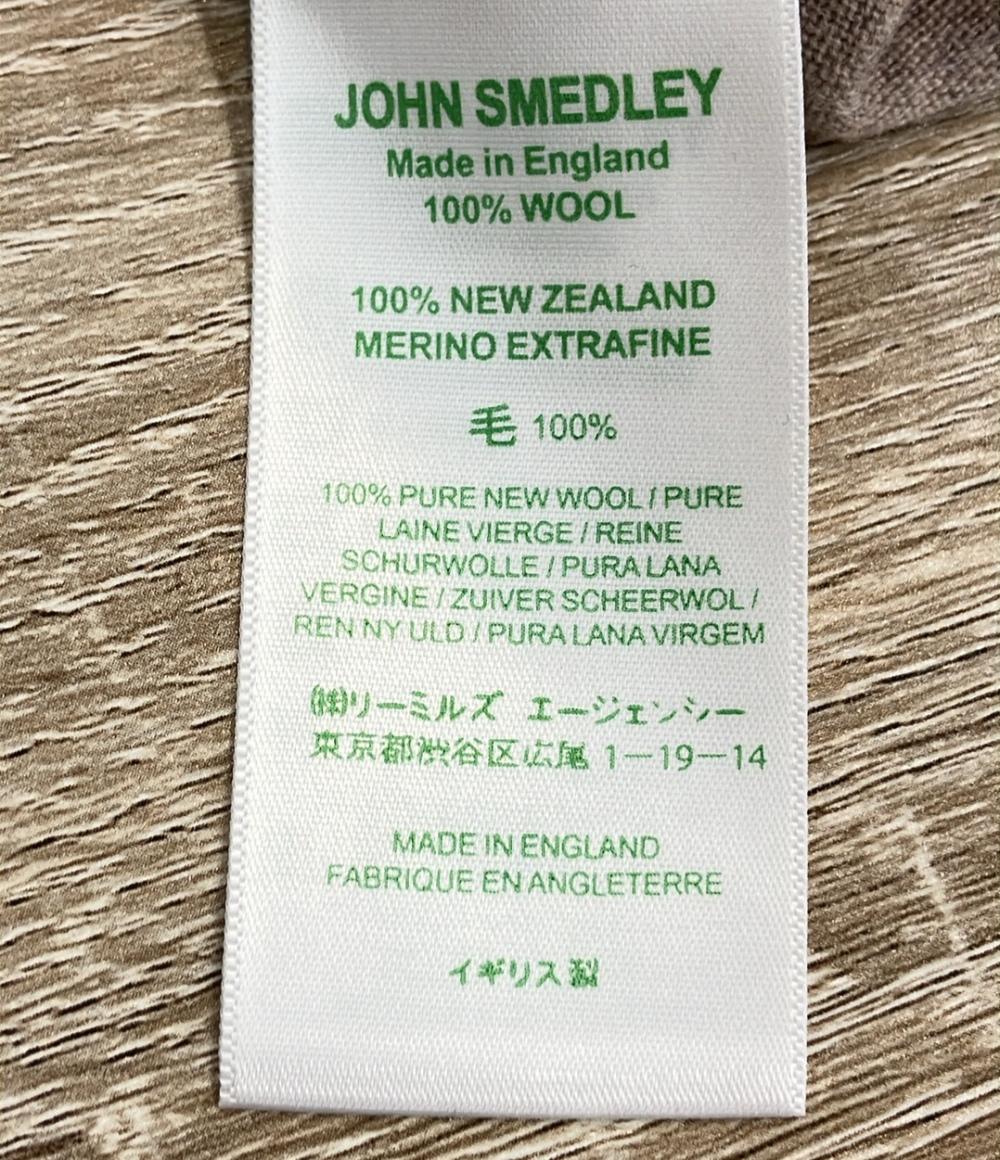 JOHN SMEDLEY
Made in England
100% WOOL
100% NEW ZEALAND
MERINO EXTRAFINE
毛 100%
100% PURE NEW WOOL / PURE
LAINE VIERGE / REINE
SCHURWOLLE / PURA LANA
VERGINE / ZUIVER SCHEERWOL /
REN NY ULD / PURA LANA VIRGEM
㈱リーミルズ エージェンシー
東京都渋谷区広尾 1−19−14
MADE IN ENGLAND
FABRIQUE EN ANGLETERRE
イギリス製